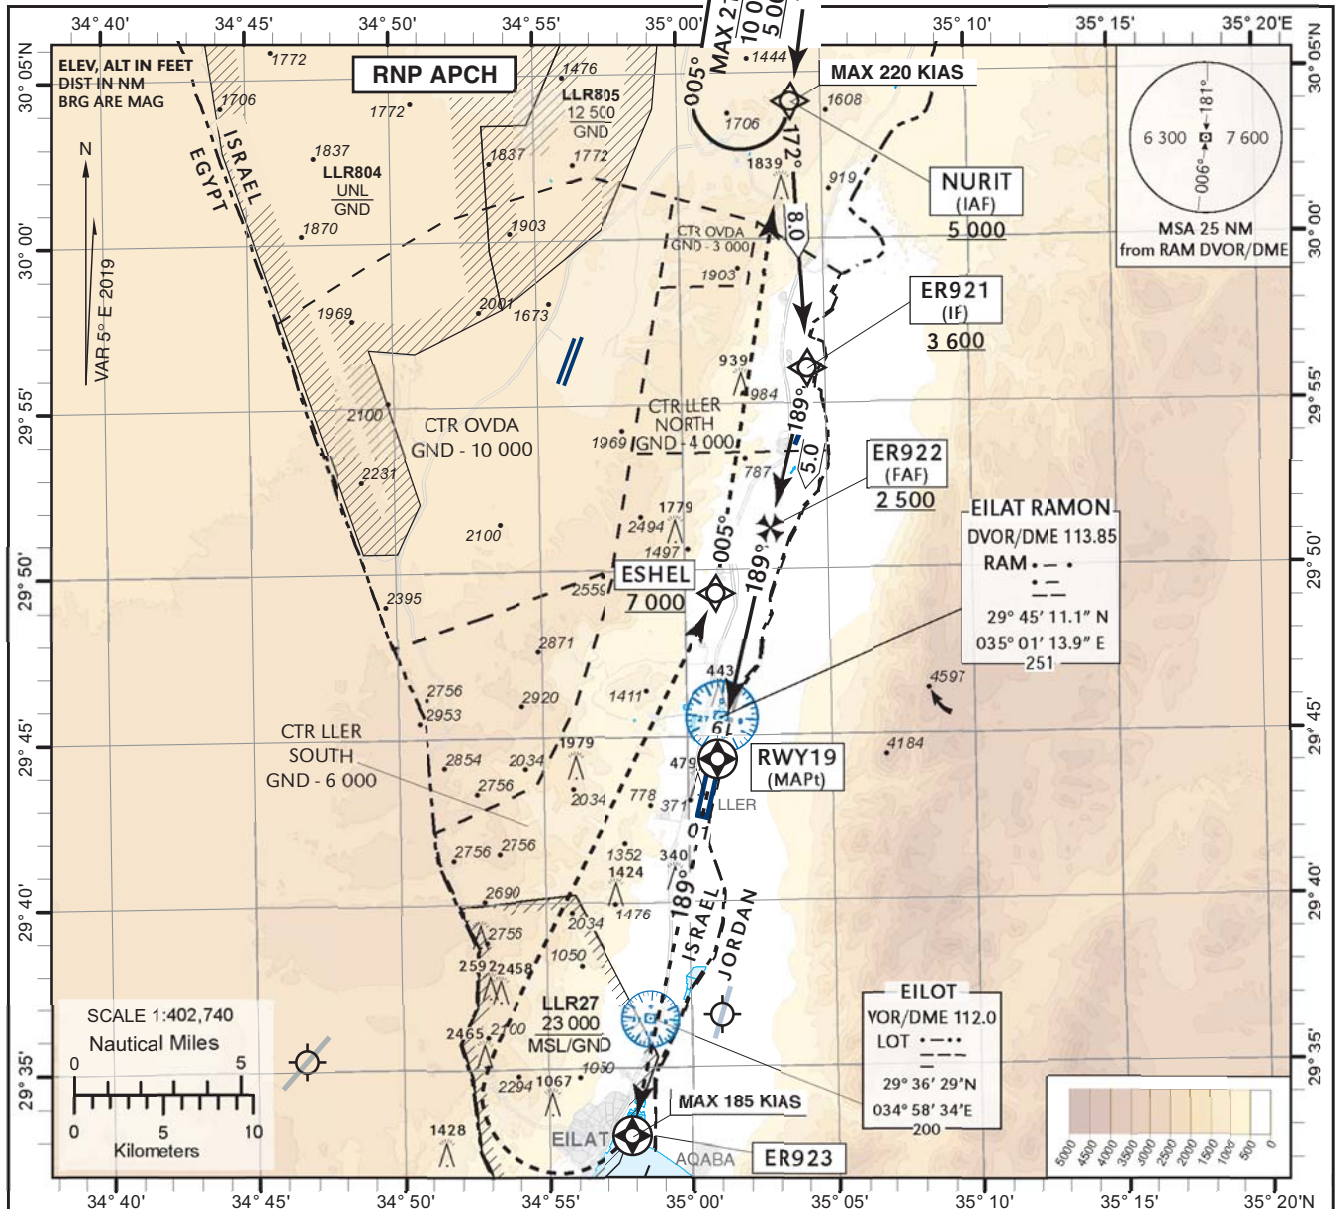 34° 50'
34° 55'
35° 00'
35° 10'
35° 15'
35° 20'E
30° 05'N
30° 00'
29° 55'
29° 50'
29° 45'
29° 40'
29° 35'
30° 05'N
30° 00'
29° 55'
29° 50'
29° 45'
29° 40'
29° 35'
ELEV, ALT IN FEET
DIST IN NM
BRG ARE MAG
N
VAR 5° E 2019
RNP APCH
MAX 21
10 0
5 00
005°
MAX 220 KIAS
181°
6 300
7 600
006°
MSA 25 NM
from RAM DVOR/DME
1772
1706
1772
1476
LLR805
12 500
GND
1444
1706
1608
ISRAEL
EGYPT
1837
LLR804
UNL
GND
1837
1772
1839
172°
919
NURIT
(IAF)
5 000
1870
1903
CTR OVDA
GND - 3 000
1903
8.0
1969
2001
1673
ER921
(IF)
3 600
939
984
189°
2100
CTR OVDA
GND - 10 000
CTR LLER
NORTH
GND - 4 000
1969
787
5.0
ER922
(FAF)
2 500
2231
2100
1779
2494
1497
005°
189°
EILAT RAMON
DVOR/DME 113.85
RAM
29° 45' 11.1" N
035° 01' 13.9" E
251
ESHEL
7 000
2559
2395
2871
443
4597
2756
2953
2920
1411
27
19
4184
CTR LLER
SOUTH
GND - 6 000
1979
2854
2034
2756
2034
479
RWY19
(MAPt)
778
371
LLER
01
2756
2756
1352
340
1424
2690
1476
189°
ISRAEL
JORDAN
2756
2034
1050
2592
2458
LLR27
23 000
MSL/GND
2465
2100
2294
1067
1050
1428
EILOT
VOR/DME 112.0
LOT
29° 36' 29'N
034° 58' 34'E
200
MAX 185 KIAS
EILAT
AQABA
ER923
SCALE 1:402,740
Nautical Miles
0
5
0
5
10
Kilometers
5000
4500
4000
3500
3000
2500
2000
1500
1000
500
0
34° 40'
34° 45'
34° 50'
34° 55'
35° 00'
35° 05'
35° 10'
35° 15'
35° 20'N